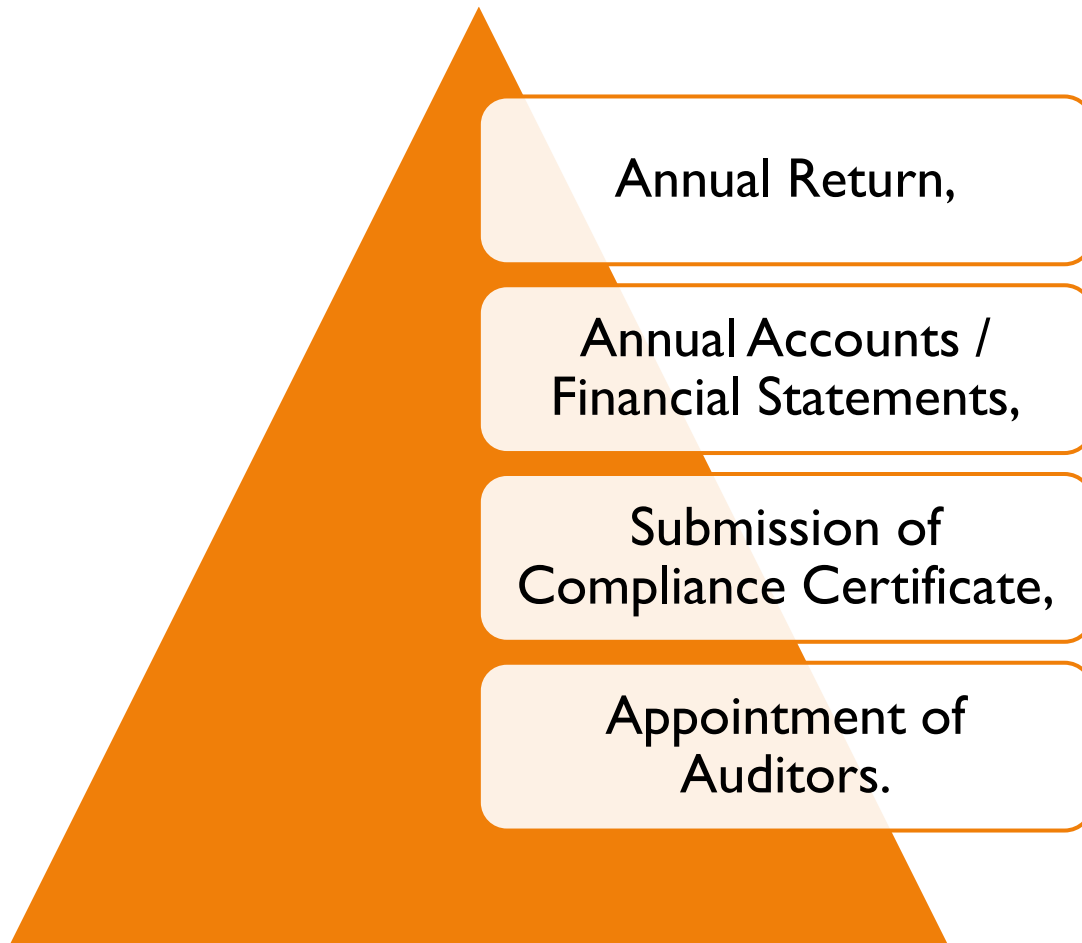 Annual Return,
Annual Accounts /
Financial Statements,
Submission of
Compliance Certificate,
Appointment of
Auditors.